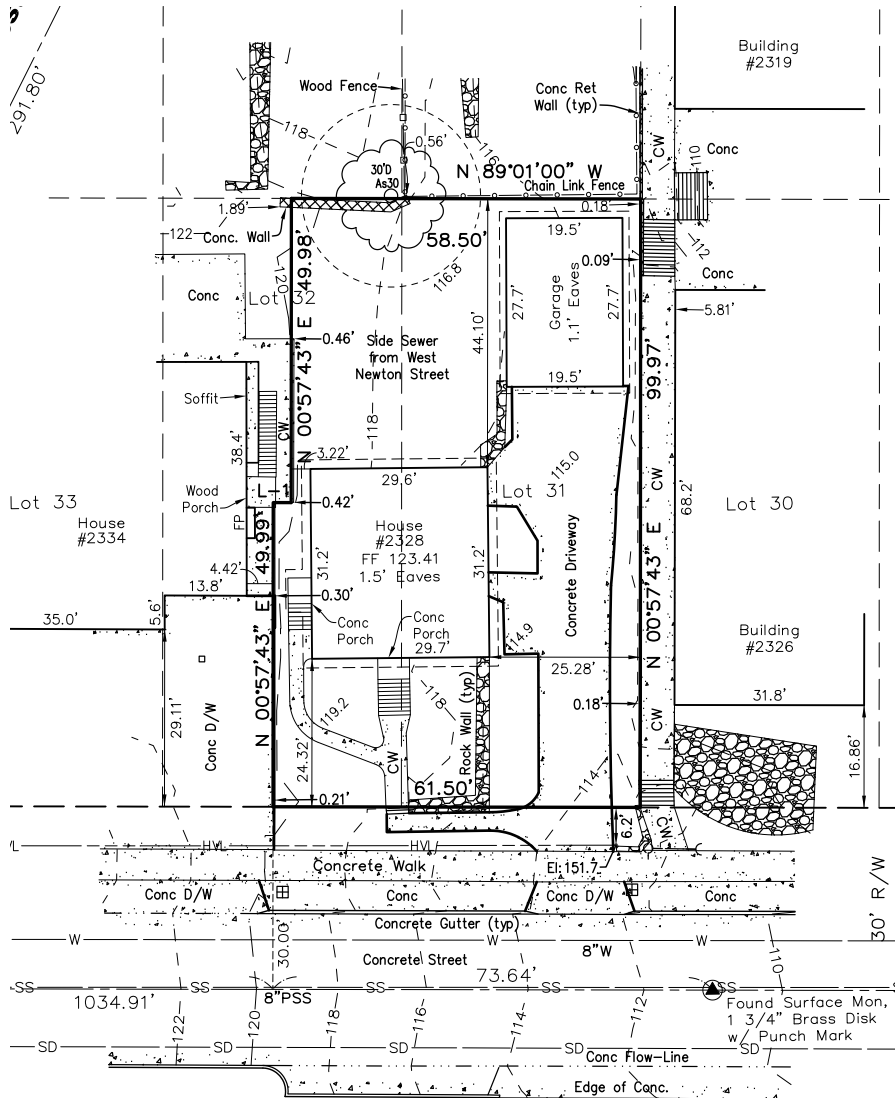 291.80'
Building
#2319
Wood Fence
Conc Ret
Wall (typ)
118
0.56'
116
CW
110
Conc
30"D
As30
N 89°01'00" W
Chain Link Fence
1.89'
0.18'
122
Conc. Wall
58.50'
19.5'
112
120
116.8
0.09'
Conc
Conc
Lot 32
N 00°57'43" E 49.98'
44.10'
27.7'
Garage
1.1' Eaves
27.7'
5.81'
0.46'
Side Sewer
from West
Newton Street
19.5'
99.97'
Soffit
CW
38.4'
118
3.22'
29.6'
115.0
CW
68.2'
Wood
Porch
L-1
0.42'
Lot 31
Lot 30
Lot 33
House
#2334
FP
49.99'
House
#2328
FF 123.41
1.5' Eaves
31.2'
31.2'
Concrete Driveway
N 00°57'43" E
4.42'
13.8'
0.30'
5.6'
35.0'
Conc
Porch
Conc
Porch
29.7'
114.9
Building
#2326
25.28'
31.8'
N 00°57'43" E
29.11'
Conc D/W
119.2
118
Rock Wall (typ)
0.18'
CW
24.32'
CW
114
16.86'
0.21'
61.50'
6.2'
CW
HVL
HVL
Concrete Walk
El:151.7
Conc D/W
Conc
Conc D/W
Conc
30' R/W
Concrete Gutter (typ)
W
W
W
8"W
30.00'
Concrete Street
73.64'
110
SS
SS
SS
SS
SS
SS
1034.91'
8"PSS
112
Found Surface Mon,
1 3/4" Brass Disk
w/ Punch Mark
122
120
118
116
114
SD
SD
SD
SD
Conc Flow-Line
Edge of Conc.